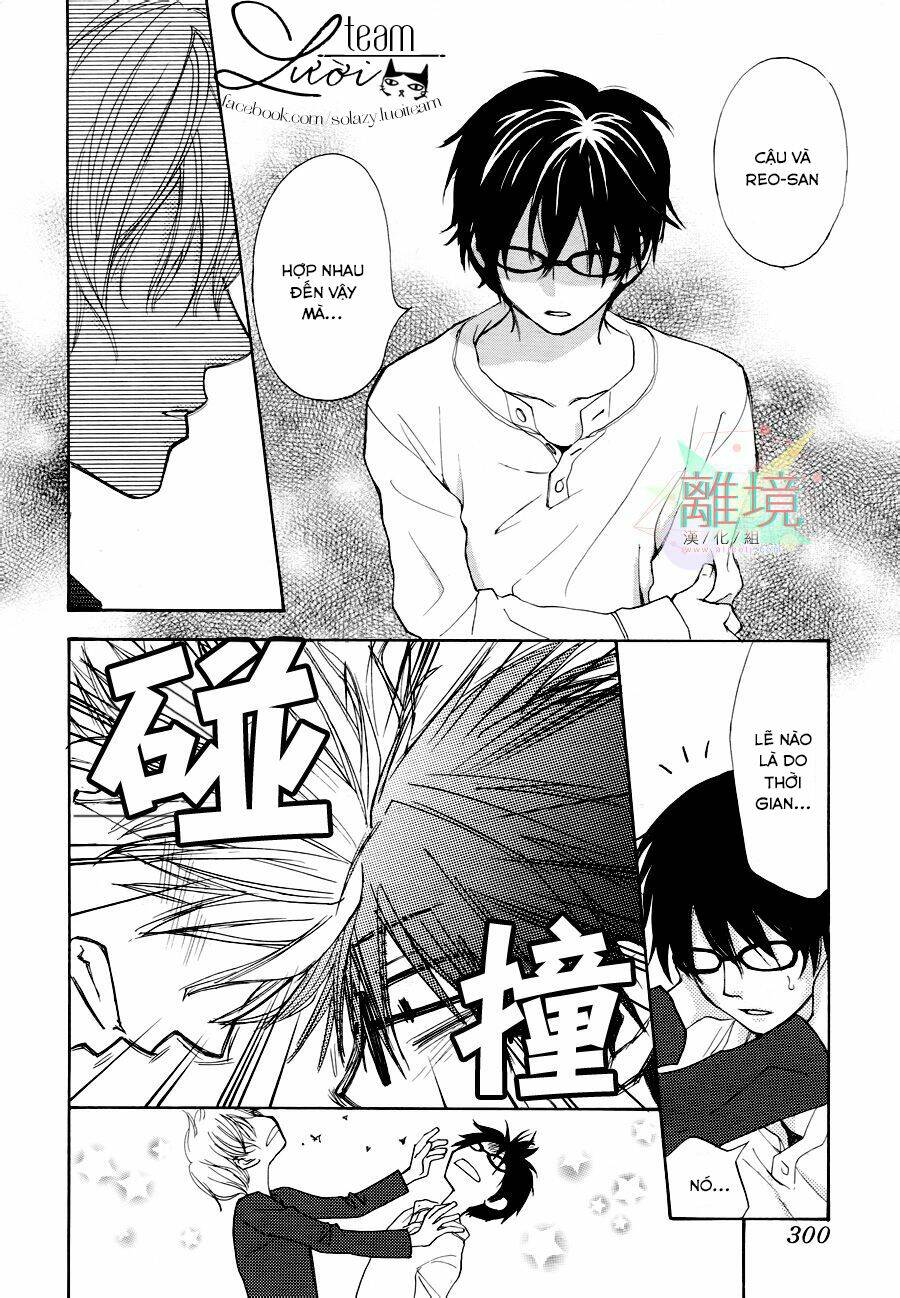 team
Lười
facebook.com/solazy.luoiteam
CẬU VÀ
REO-SAN
HỢP NHAU
ĐẾN VẬY
MÀ...
離境
漢/化/組
LẼ NÀO
LÀ DO
THỜI
GIAN...
碰
撞
NÓ...
300